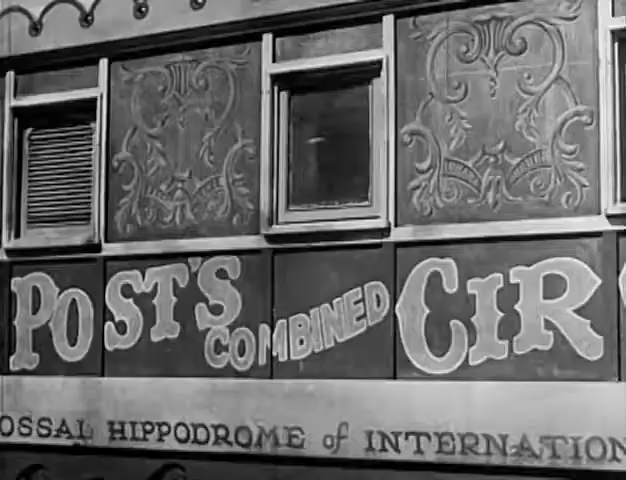 POST'S COMBINED CIR
OSSAL HIPPODROME of INTERNATION